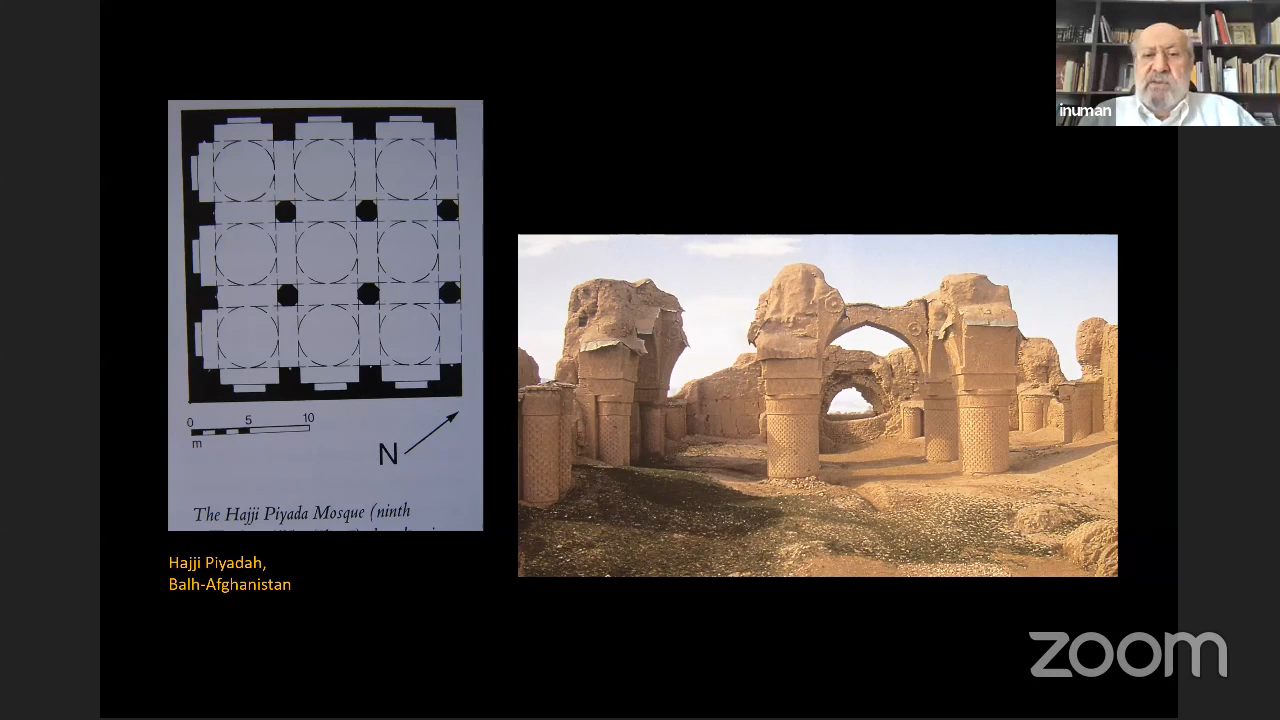 inuman
0 5 10
m
N
The Hajji Piyada Mosque (ninth
Hajji Piyadah,
Balh-Afghanistan
zoom